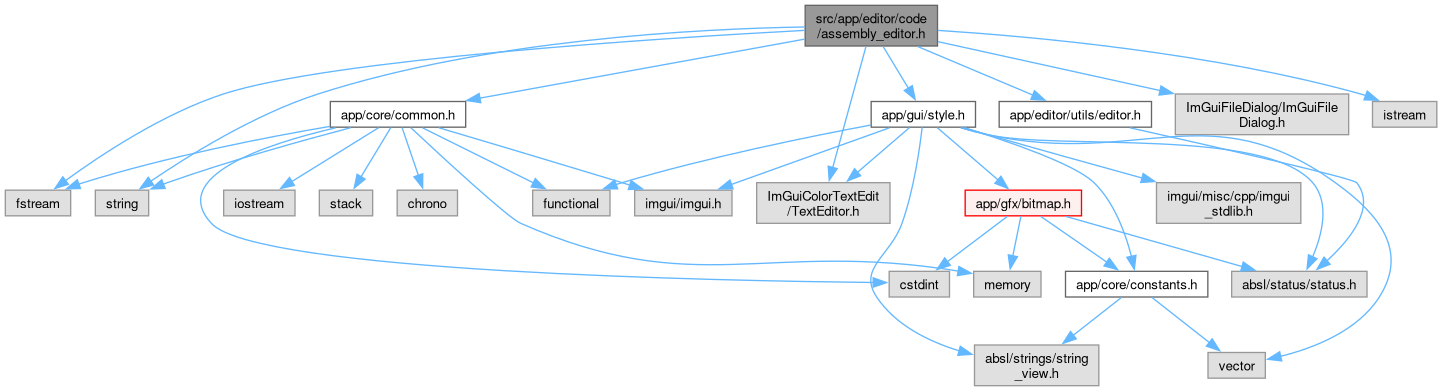 src/app/editor/code
/assembly_editor.h
app/core/common.h
app/gui/style.h
app/editor/utils/editor.h
ImGuiFileDialog/ImGuiFile
Dialog.h
istream
fstream
string
iostream
stack
chrono
functional
imgui/imgui.h
ImGuiColorTextEdit
/TextEditor.h
app/gfx/bitmap.h
imgui/misc/cpp/imgui
_stdlib.h
cstdint
memory
app/core/constants.h
absl/status/status.h
absl/strings/string
_view.h
vector